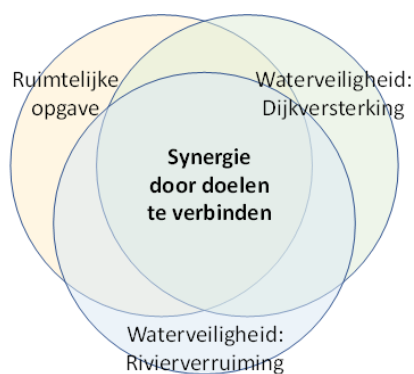 Ruimtelijke
opgave
Waterveiligheid:
Dijkversterking
Synergie
door doelen
te verbinden
Waterveiligheid:
Rivierverruiming